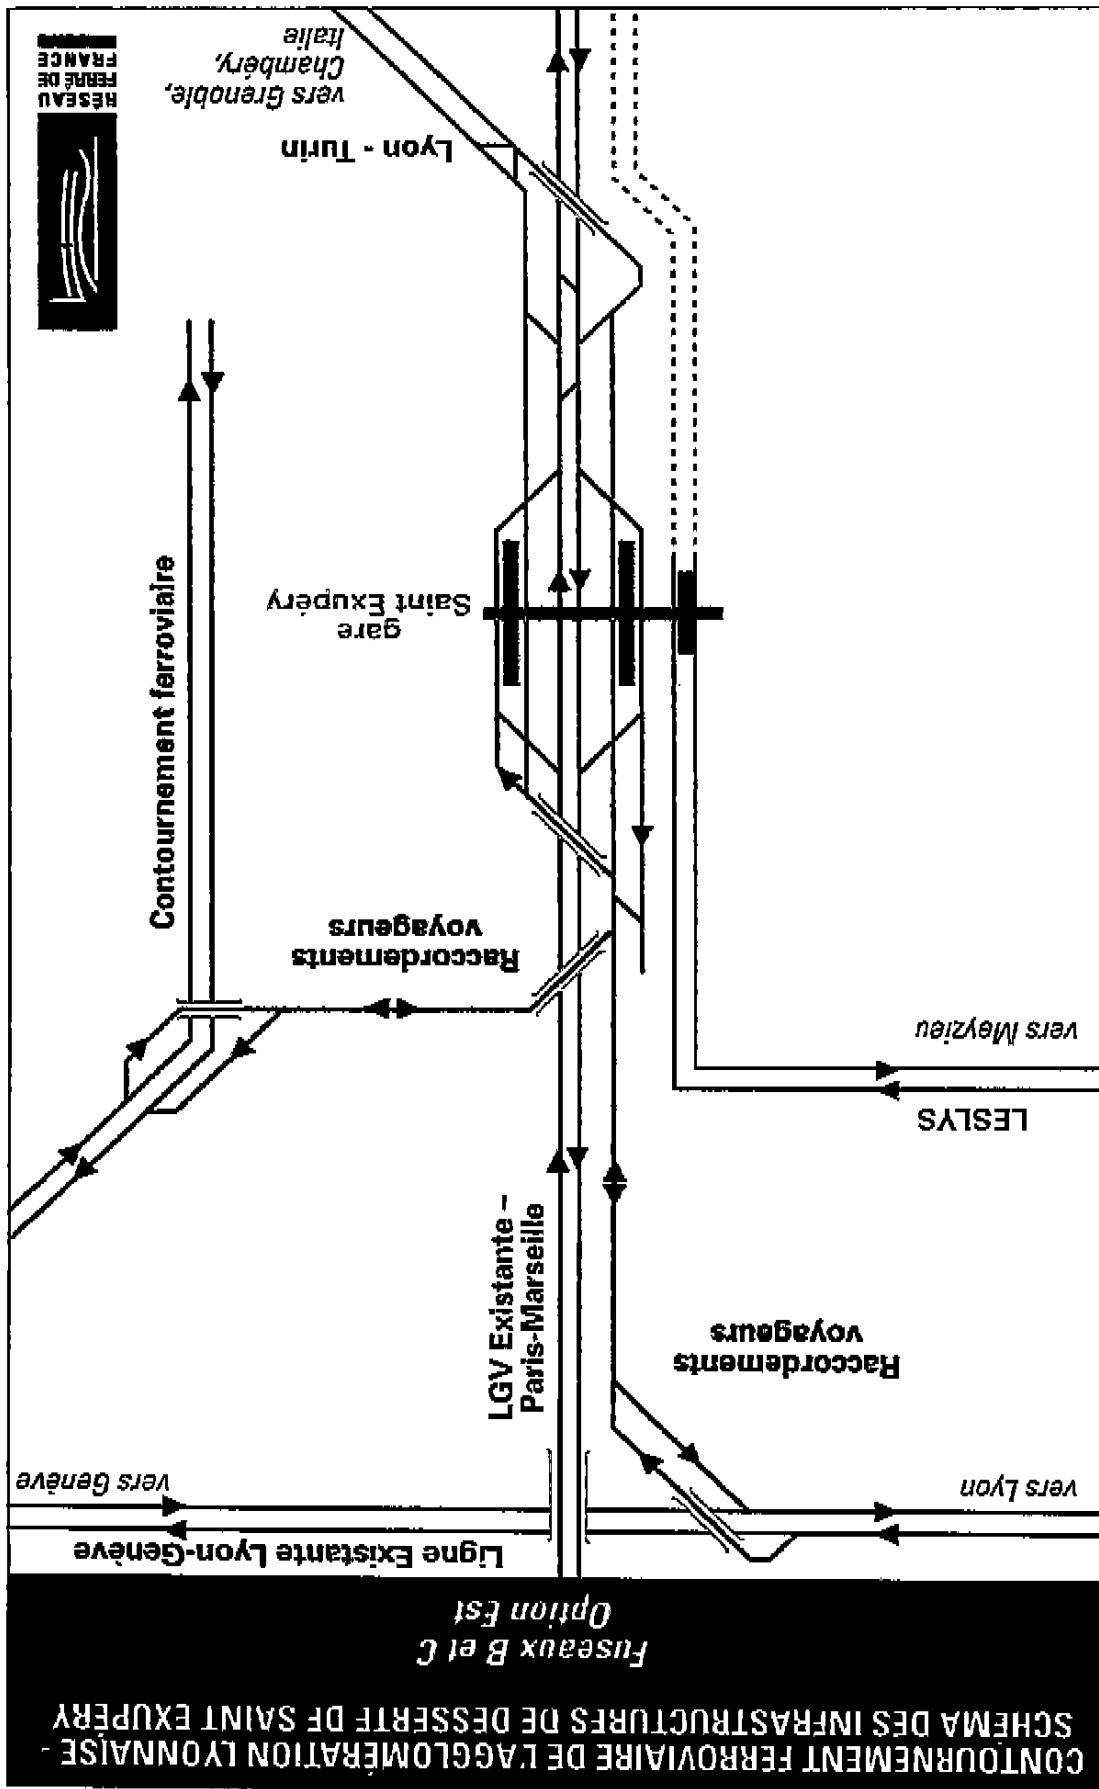 CONTOURNEMENT FERROVIAIRE DE L'AGGLOMÉRATION LYONNAISE -
SCHEMA DES INFRASTRUCTURES DE DESSERTE DE SAINT EXUPÉRY
Fuseaux B et C
Option Est
Ligne Existante Lyon-Genève
vers Lyon
vers Genève
Raccordements
voyageurs
LGV Existante –
Paris-Marseille
LESLYS
vers Meyzieu
Raccordements
voyageurs
Contournement ferroviaire
gare
Saint Exupéry
Lyon - Turin
vers Grenoble,
Chambéry,
Italie
RÉSEAU
FERRÉ DE
FRANCE